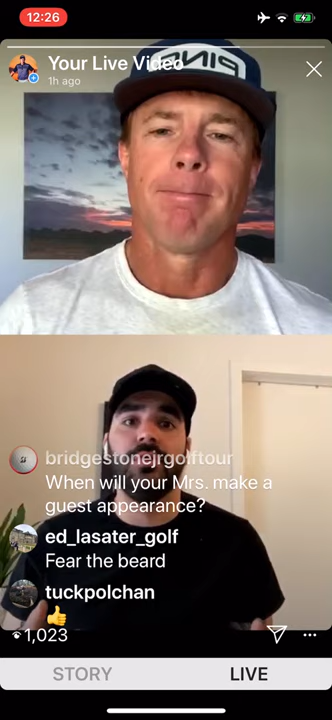 12:26
PING
Your Live Video
1h ago
bridgestonejrgolftour
When will your Mrs. make a
guest appearance?
ed_lasater_golf
Fear the beard
tuckpolchan
👍
1,023
STORY
LIVE